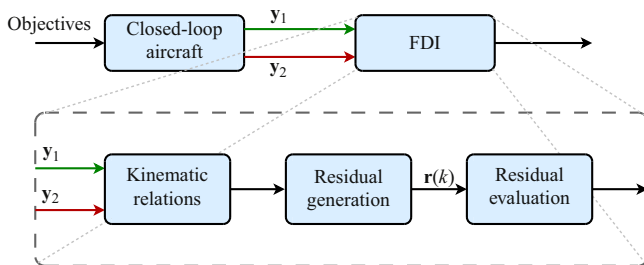 Objectives
Closed-loop
aircraft
y1
y2
FDI
y1
y2
Kinematic
relations
Residual
generation
r(k)
Residual
evaluation